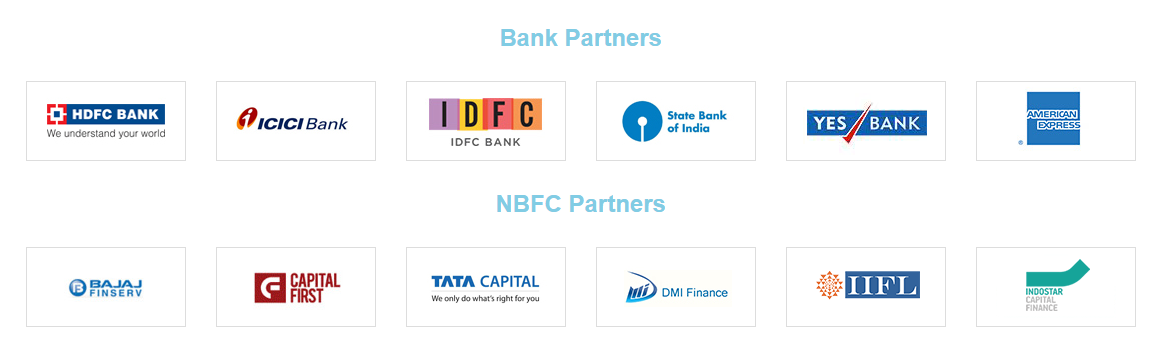 Bank Partners
HDFC BANK
We understand your world
ICICI Bank
IDFC
IDFC BANK
State Bank
of India
YES BANK
AMERICAN
EXPRESS
®
NBFC Partners
BAJAJ
FINSERV
CAPITAL
FIRST
TATA CAPITAL
We only do what's right for you
DMI Finance
IIFL
INDOSTAR
CAPITAL
FINANCE